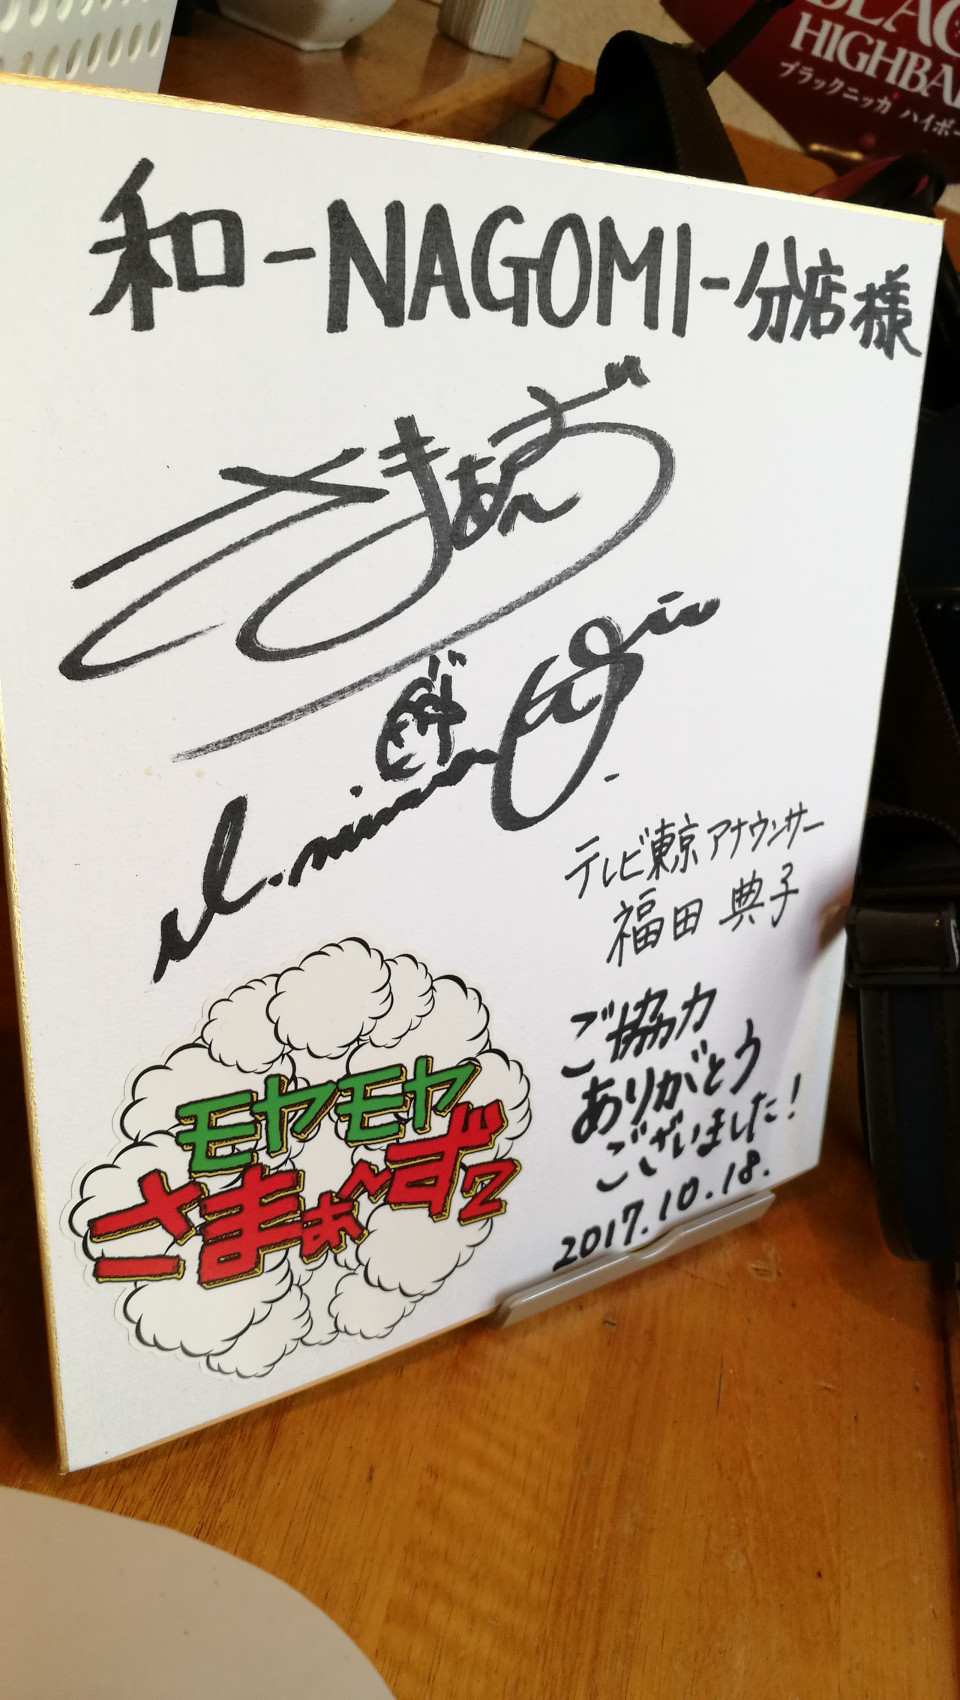 BLAC
HIGHBA
ブラックニッカ ハイボー
和-NAGOMI-分店様
さまぁ〜ず
テレビ東京アナウンサー
福田典子
ご協力
ありがとう
ございました!
2017.10.18.
モヤモヤ
さまぁ〜ず2